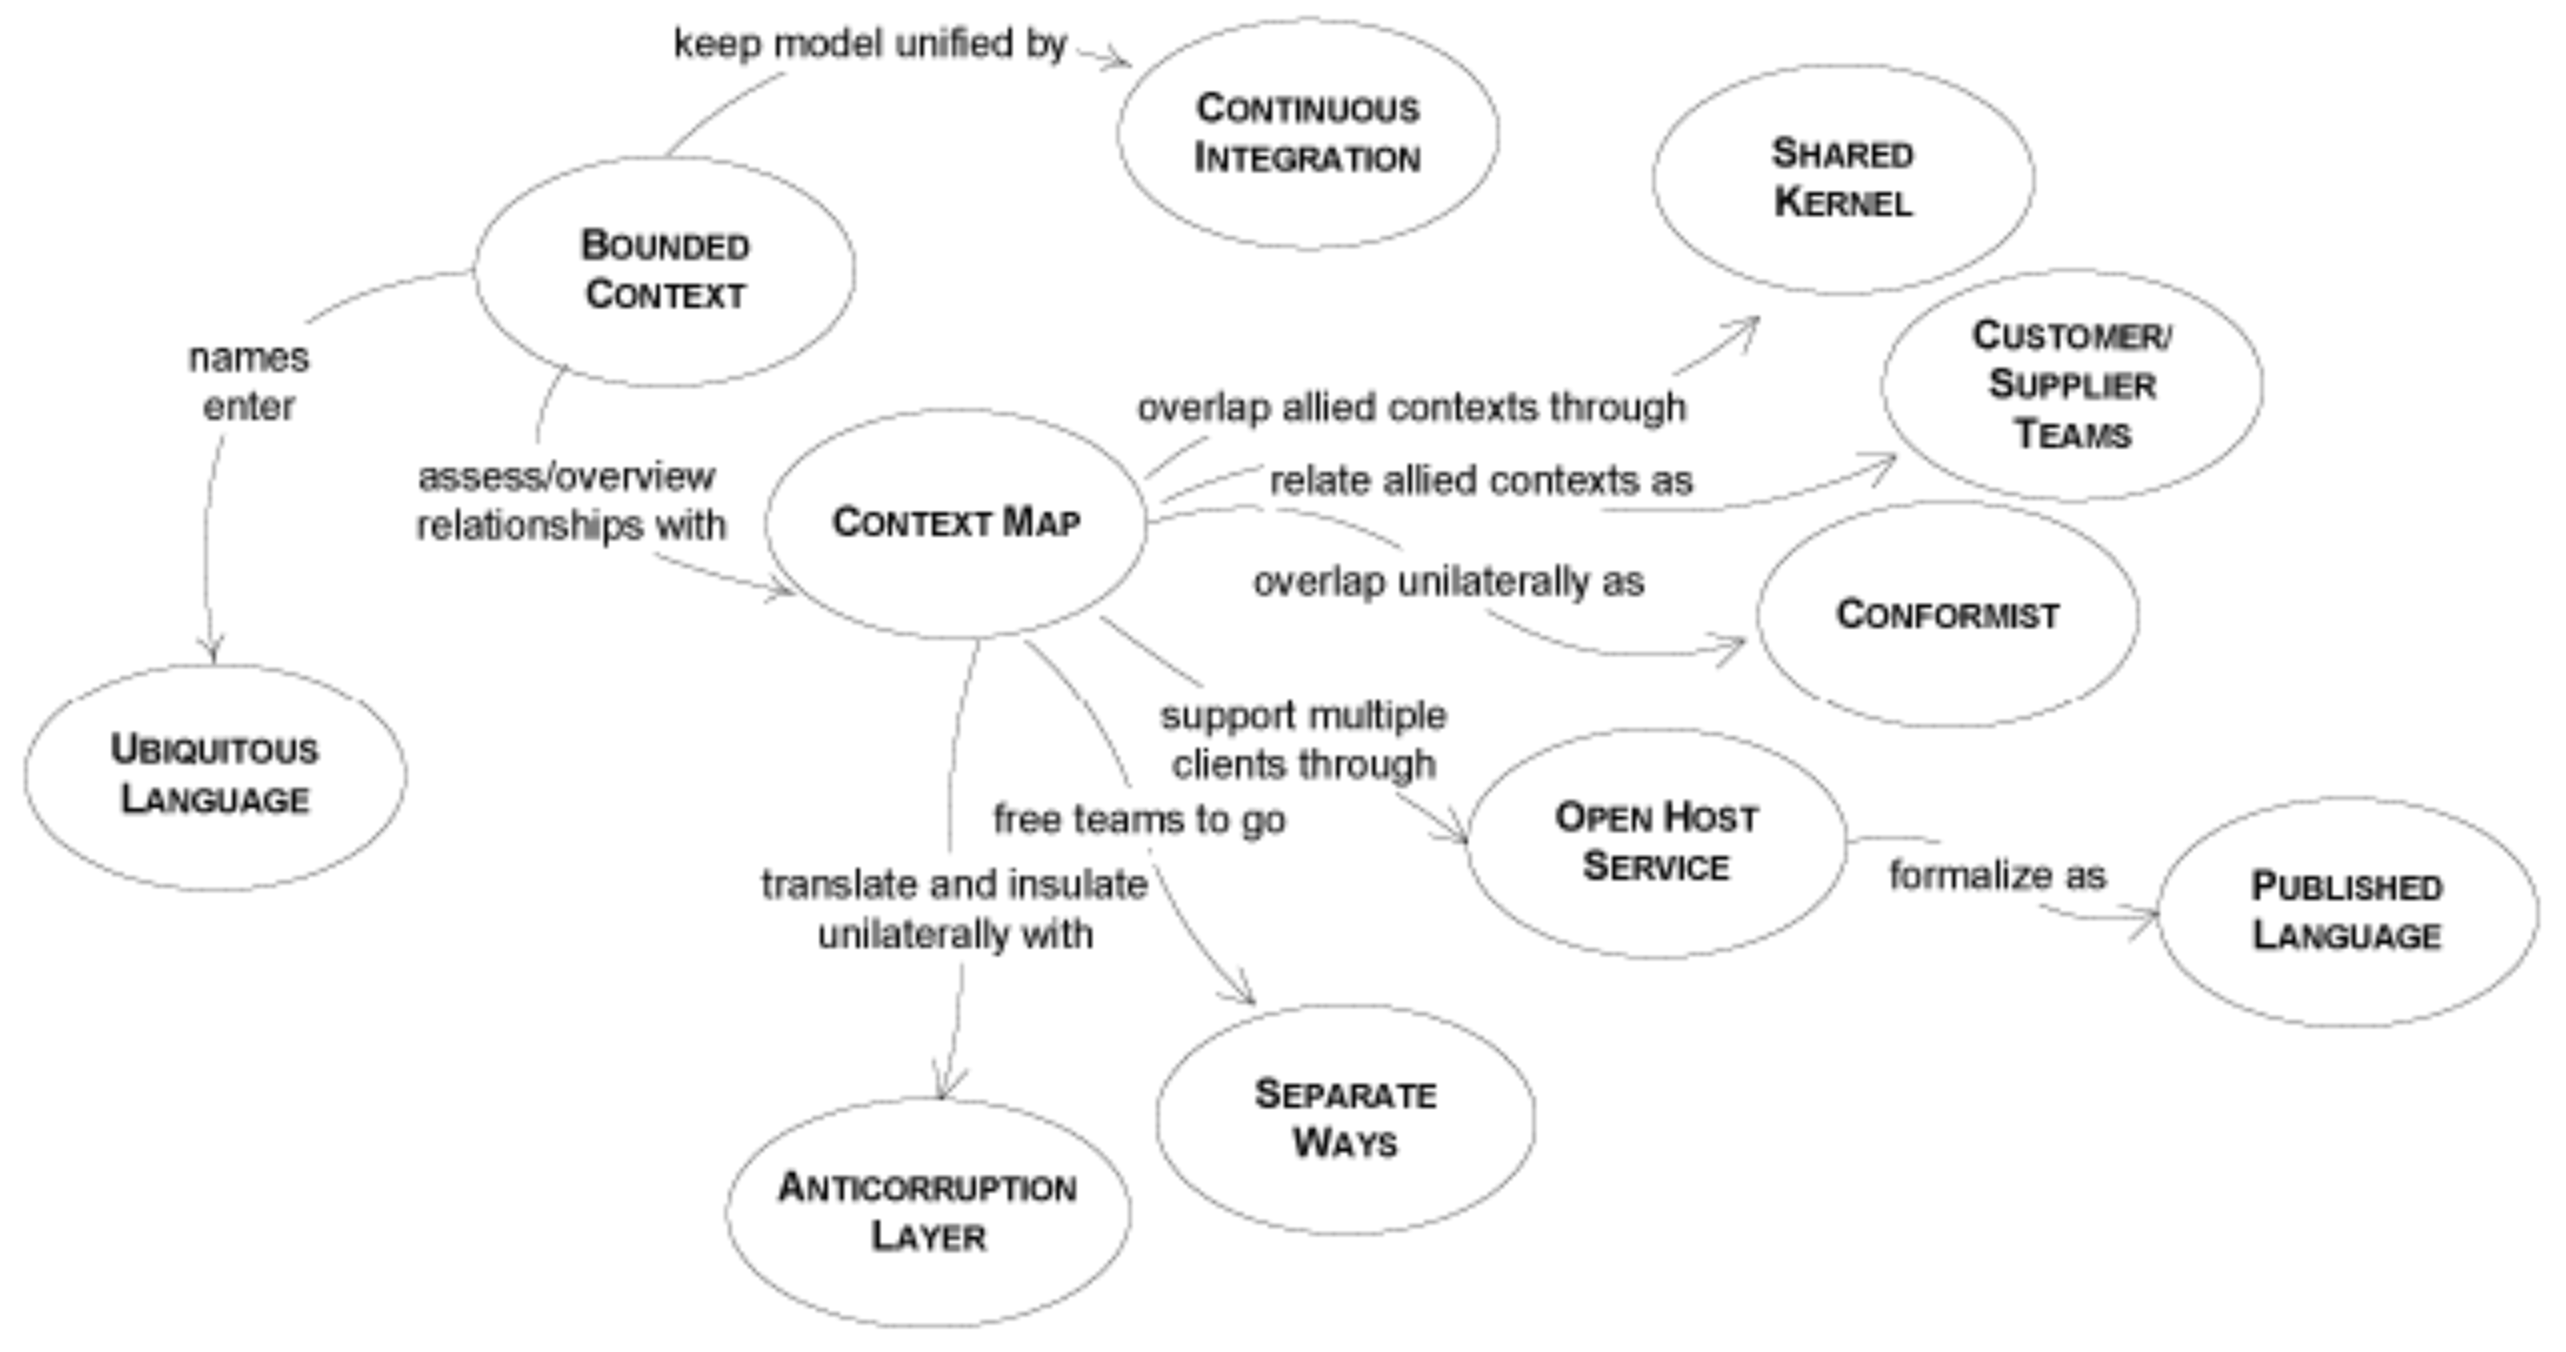 keep model unified by
CONTINUOUS
INTEGRATION
SHARED
KERNEL
BOUNDED
CONTEXT
names
enter
CUSTOMER/
SUPPLIER
TEAMS
overlap allied contexts through
assess/overview
relationships with
CONTEXT MAP
relate allied contexts as
overlap unilaterally as
CONFORMIST
UBIQUITOUS
LANGUAGE
support multiple
clients through
free teams to go
OPEN HOST
SERVICE
formalize as
PUBLISHED
LANGUAGE
translate and insulate
unilaterally with
SEPARATE
WAYS
ANTICORRUPTION
LAYER